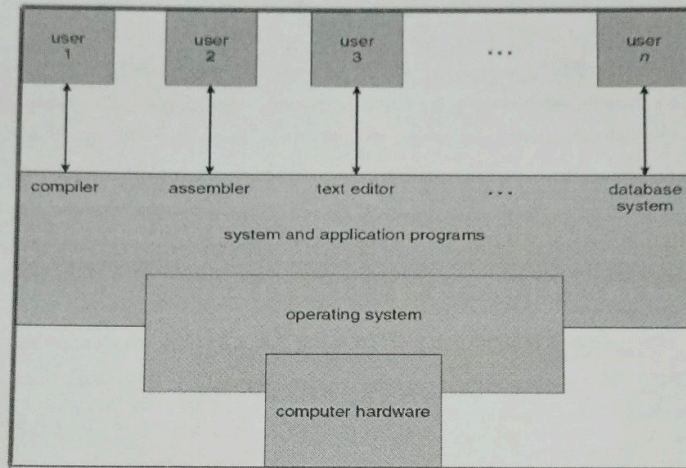 user
1
user
2
user
3
...
user
n
compiler
assembler
text editor
...
database
system
system and application programs
operating system
computer hardware